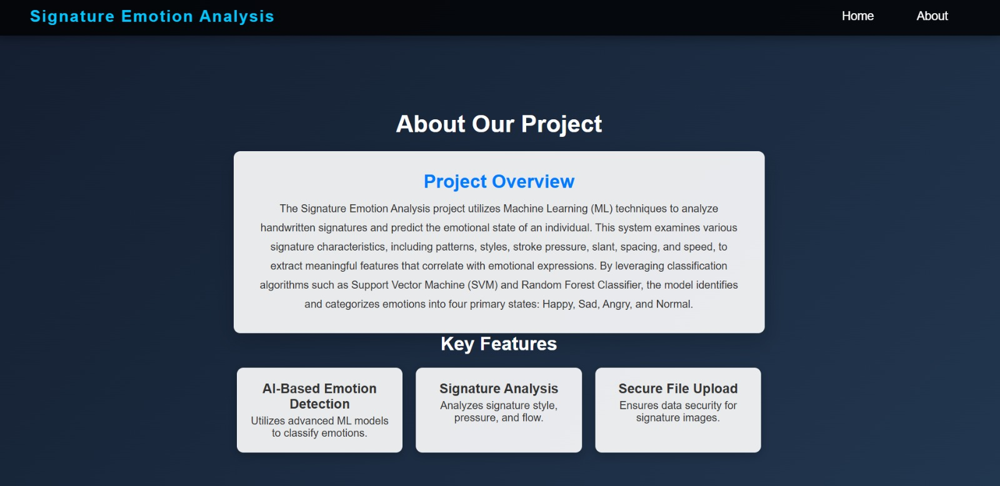 Signature Emotion Analysis
Home
About
About Our Project
Project Overview
The Signature Emotion Analysis project utilizes Machine Learning (ML) techniques to analyze
handwritten signatures and predict the emotional state of an individual. This system examines various
signature characteristics, including patterns, styles, stroke pressure, slant, spacing, and speed, to
extract meaningful features that correlate with emotional expressions. By leveraging classification
algorithms such as Support Vector Machine (SVM) and Random Forest Classifier, the model identifies
and categorizes emotions into four primary states: Happy, Sad, Angry, and Normal.
Key Features
AI-Based Emotion
Detection
Utilizes advanced ML models
to classify emotions.
Signature Analysis
Analyzes signature style,
pressure, and flow.
Secure File Upload
Ensures data security for
signature images.